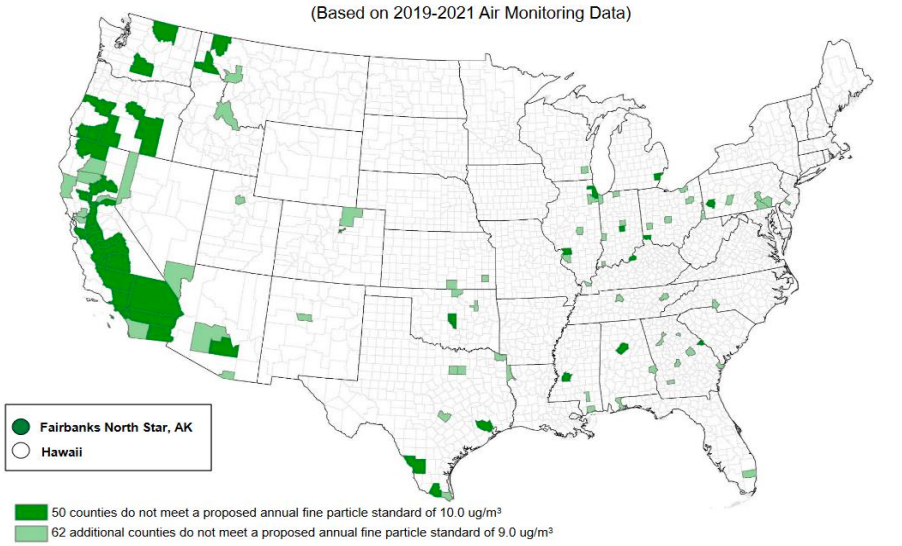 (Based on 2019-2021 Air Monitoring Data)
Fairbanks North Star, AK
Hawaii
50 counties do not meet a proposed annual fine particle standard of 10.0 ug/m³
62 additional counties do not meet a proposed annual fine particle standard of 9.0 ug/m³